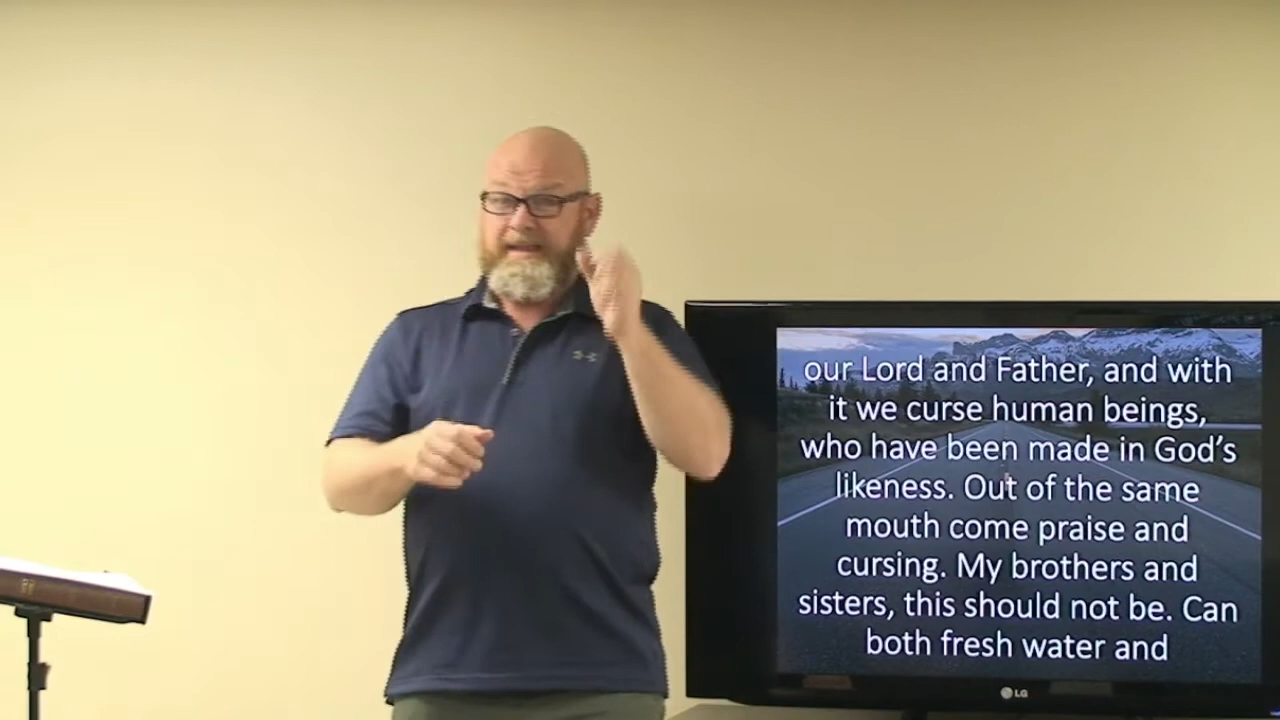 our Lord and Father, and with
it we curse human beings,
who have been made in God’s
likeness. Out of the same
mouth come praise and
cursing. My brothers and
sisters, this should not be. Can
both fresh water and
LG